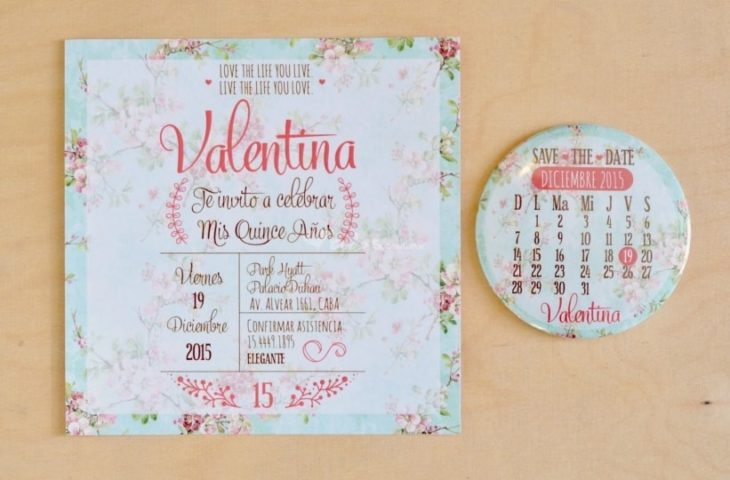 LOVE THE LIFE YOU LIVE.
LIVE THE LIFE YOU LOVE.
Valentina
Te invito a celebrar
Mis Quince Años
Viernes
19
Diciembre
2015
Park Hyatt
Palacio Duhau
AV. ALVEAR 1661, CABA
CONFIRMAR ASISTENCIA
15.4449.1895
ELEGANTE
15
SAVE THE DATE
DICIEMBRE 2015
D L Ma Mi J V S
1 2 3 4 5 6
7 8 9 10 11 12 13
14 15 16 17 18 19 20
21 22 23 24 25 26 27
28 29 30 31
Valentina